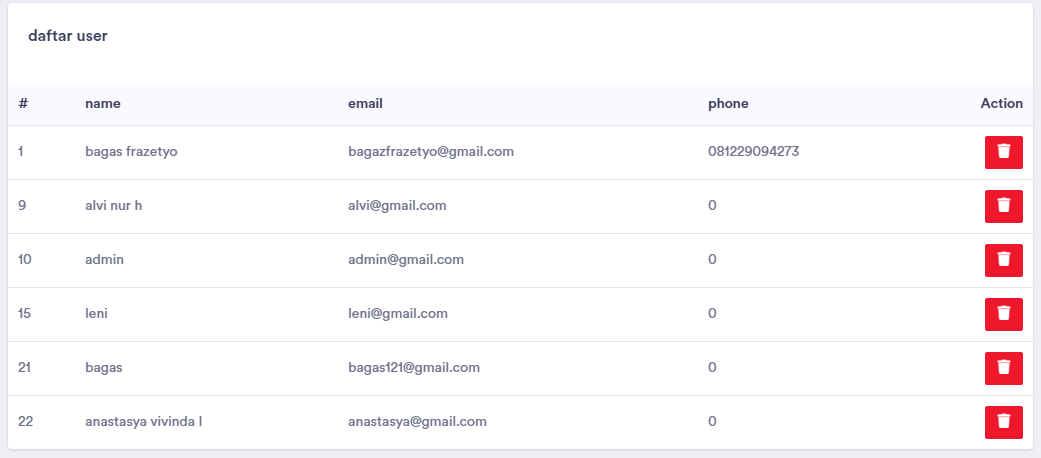 daftar user
# name email phone Action
1 bagas frazetyo bagazfrazetyo@gmail.com 081229094273
9 alvi nur h alvi@gmail.com 0
10 admin admin@gmail.com 0
15 leni leni@gmail.com 0
21 bagas bagas121@gmail.com 0
22 anastasya vivinda l anastasya@gmail.com 0